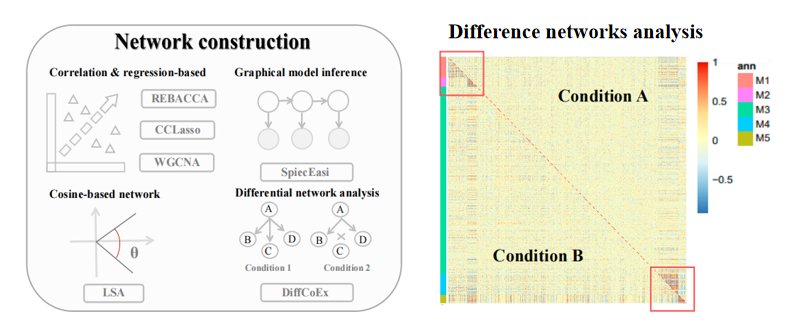 Network construction
Correlation & regression-based
REBACCA
CCLasso
WGCNA
Graphical model inference
SpiecEasi
Cosine-based network
θ
LSA
Differential network analysis
A
B
D
C
Condition 1
A
B
D
C
Condition 2
DiffCoEx
Difference networks analysis
Condition A
Condition B
1
0.5
0
−0.5
ann
M1
M2
M3
M4
M5